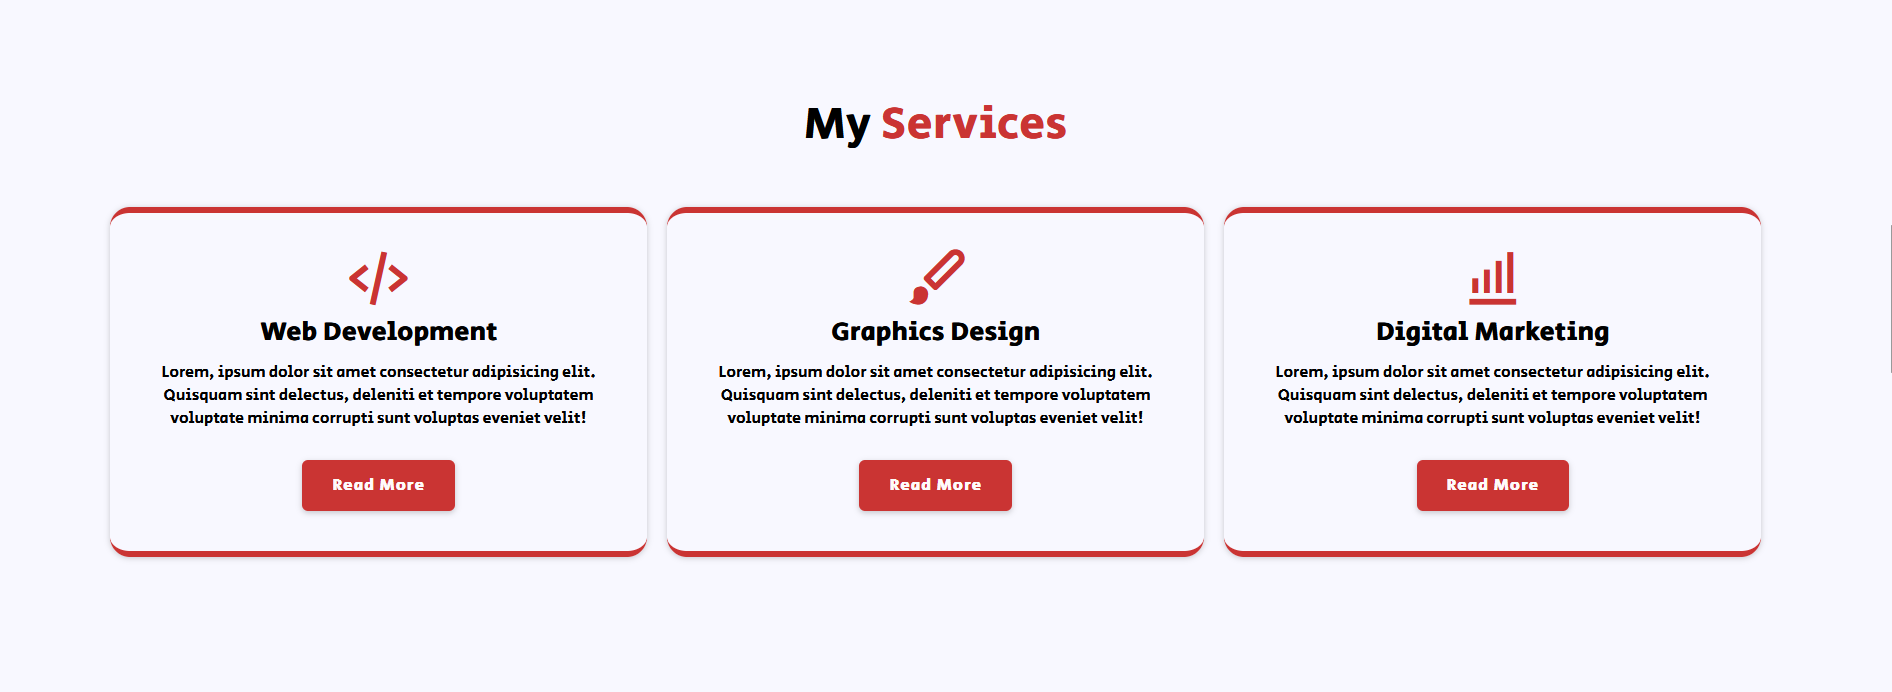 My Services
Web Development
Lorem, ipsum dolor sit amet consectetur adipisicing elit.
Quisquam sint delectus, deleniti et tempore voluptatem
voluptate minima corrupti sunt voluptas eveniet velit!
Read More
Graphics Design
Lorem, ipsum dolor sit amet consectetur adipisicing elit.
Quisquam sint delectus, deleniti et tempore voluptatem
voluptate minima corrupti sunt voluptas eveniet velit!
Read More
Digital Marketing
Lorem, ipsum dolor sit amet consectetur adipisicing elit.
Quisquam sint delectus, deleniti et tempore voluptatem
voluptate minima corrupti sunt voluptas eveniet velit!
Read More